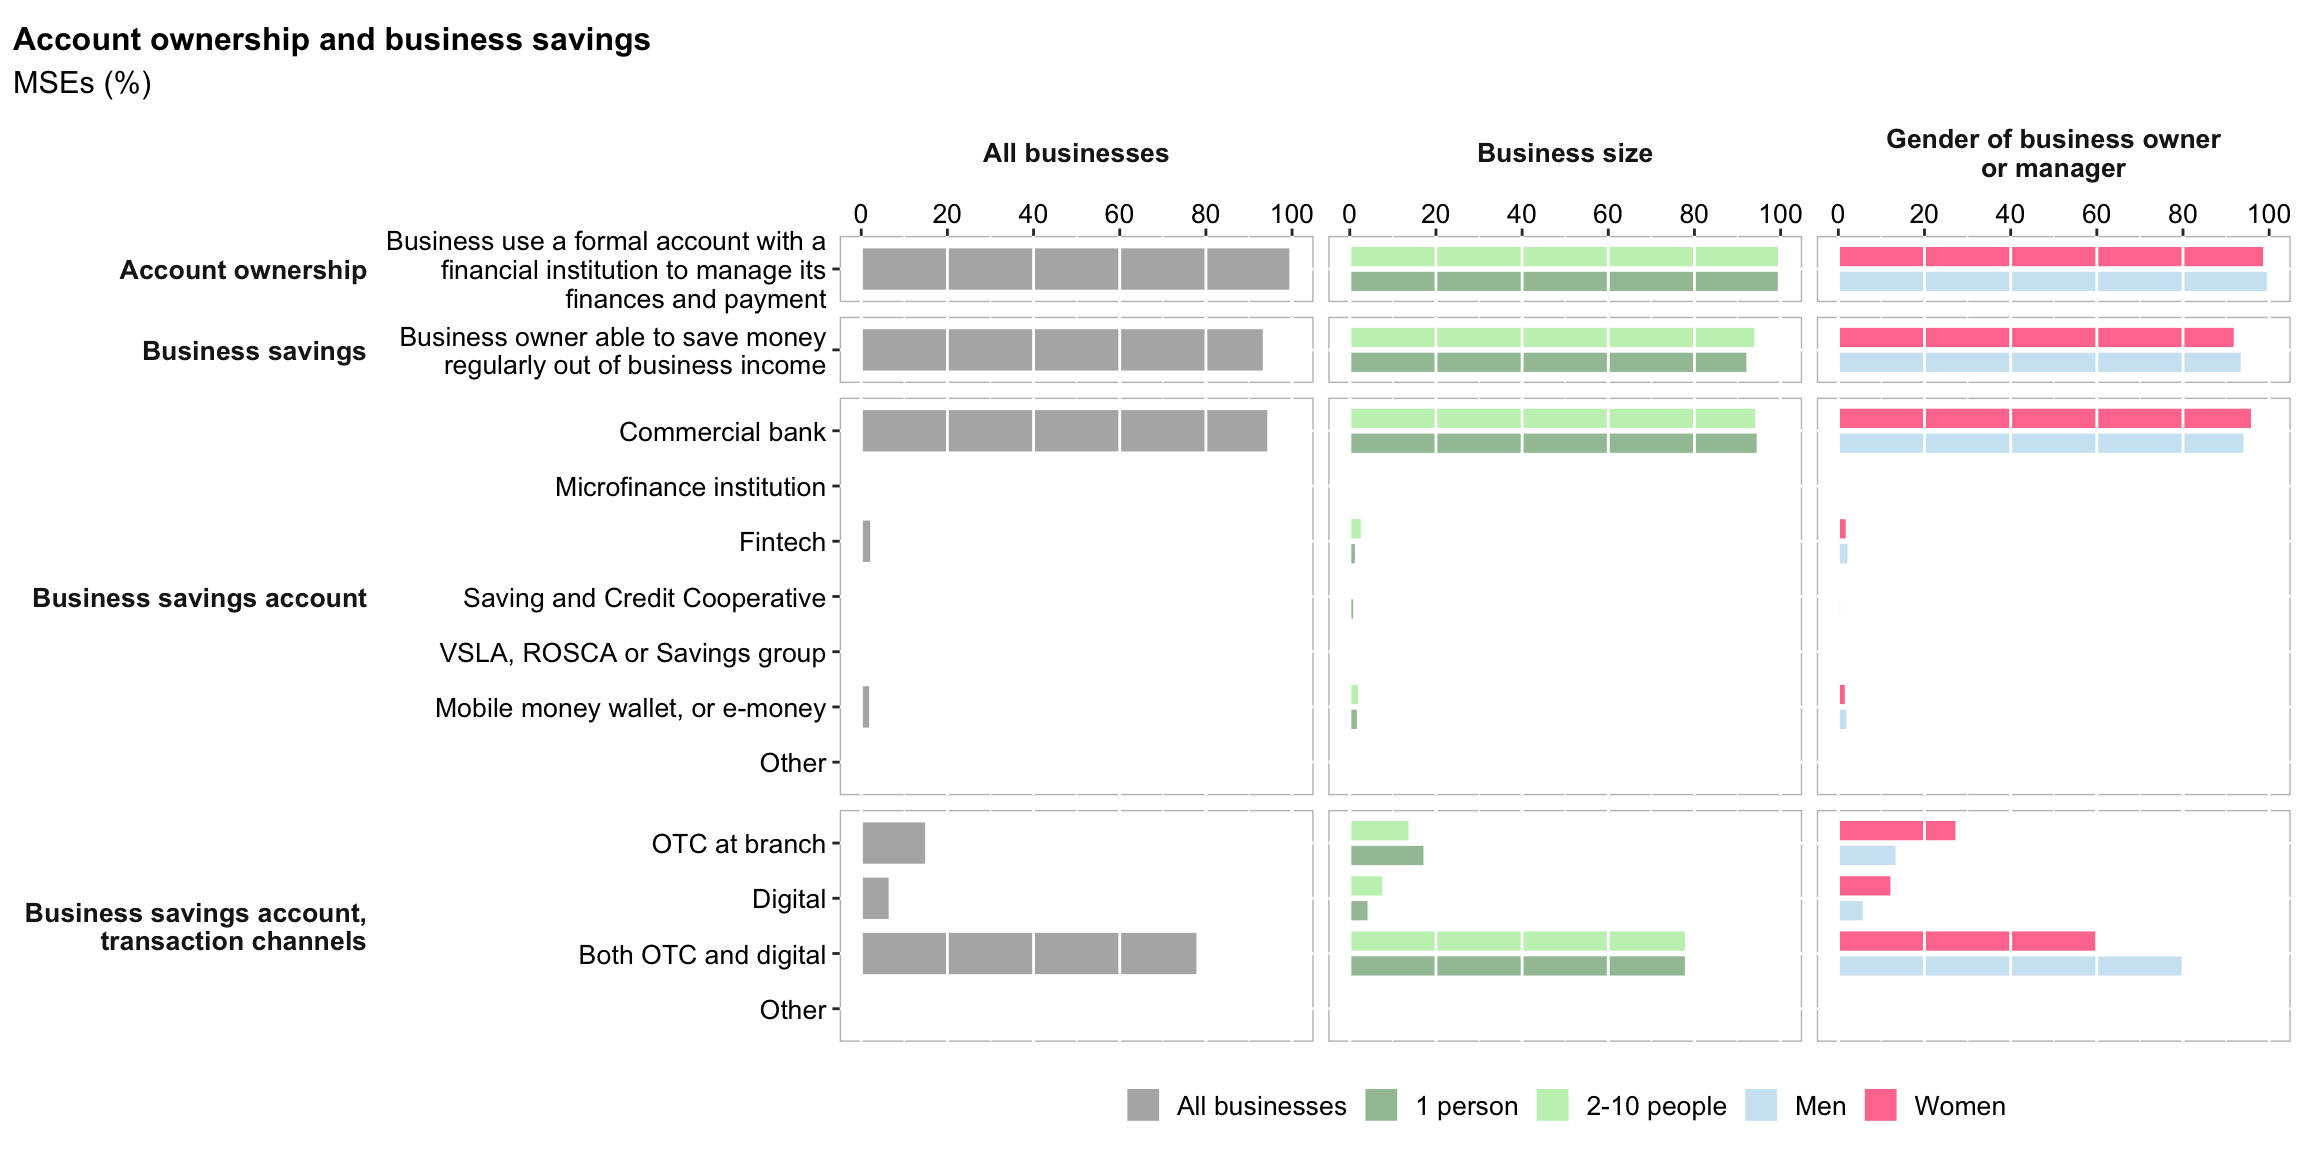 Account ownership and business savings
MSEs (%)
All businesses
Business size
Gender of business owner
or manager
0 20 40 60 80 100
0 20 40 60 80 100
0 20 40 60 80 100
Account ownership
Business use a formal account with a
financial institution to manage its
finances and payment
Business savings
Business owner able to save money
regularly out of business income
Business savings account
Commercial bank
Microfinance institution
Fintech
Saving and Credit Cooperative
VSLA, ROSCA or Savings group
Mobile money wallet, or e-money
Other
Business savings account,
transaction channels
OTC at branch
Digital
Both OTC and digital
Other
All businesses
1 person
2-10 people
Men
Women